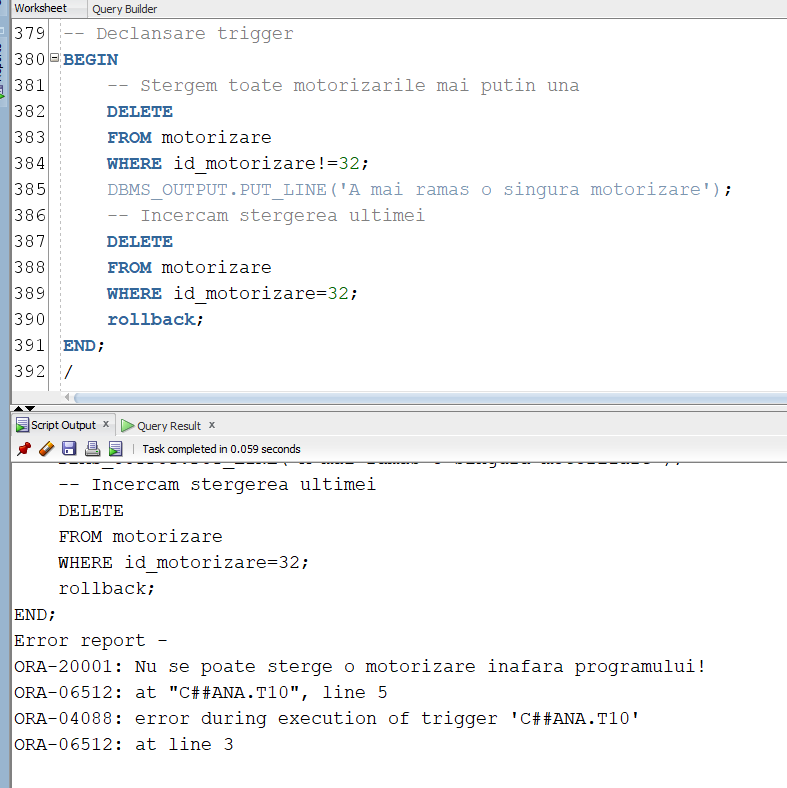 Worksheet Query Builder
379 -- Declansare trigger
380 BEGIN
381 -- Stergem toate motorizarile mai putin una
382 DELETE
383 FROM motorizare
384 WHERE id_motorizare!=32;
385 DBMS_OUTPUT.PUT_LINE('A mai ramas o singura motorizare');
386 -- Incercam stergerea ultimei
387 DELETE
388 FROM motorizare
389 WHERE id_motorizare=32;
390 rollback;
391 END;
392 /
Script Output x Query Result x
Task completed in 0.059 seconds
-- Incercam stergerea ultimei
DELETE
FROM motorizare
WHERE id_motorizare=32;
rollback;
END;
Error report -
ORA-20001: Nu se poate sterge o motorizare inafara programului!
ORA-06512: at "C##ANA.T10", line 5
ORA-04088: error during execution of trigger 'C##ANA.T10'
ORA-06512: at line 3